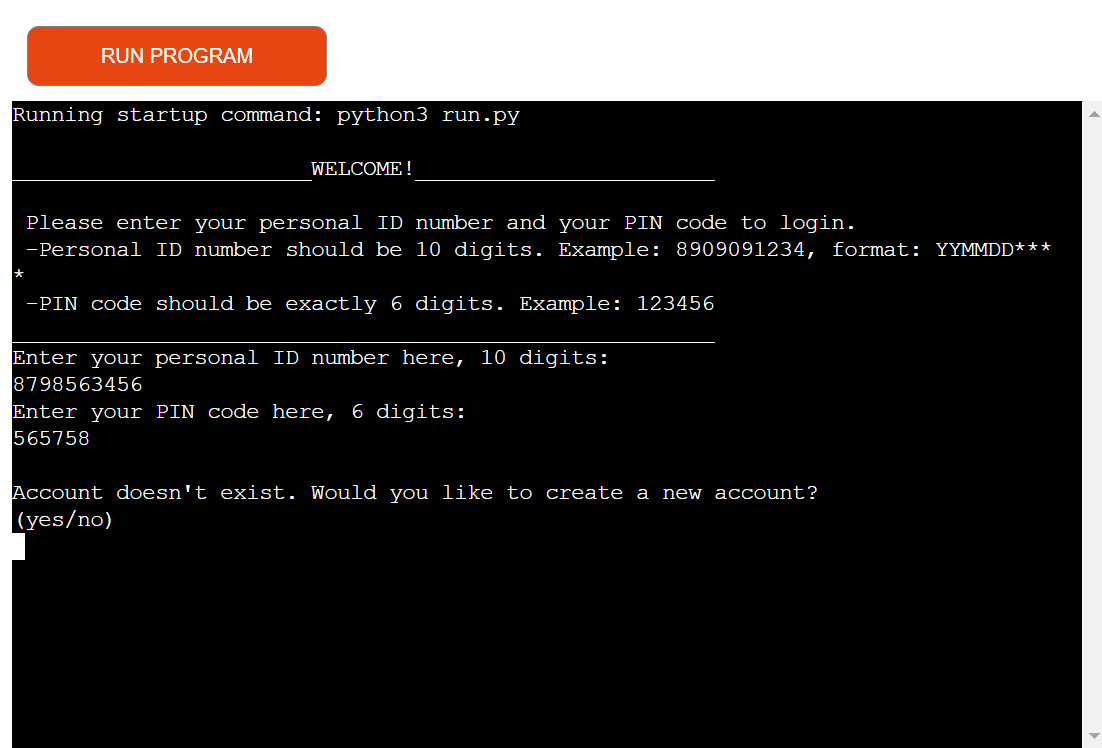 RUN PROGRAM
Running startup command: python3 run.py
_______________________WELCOME!_______________________
Please enter your personal ID number and your PIN code to login.
-Personal ID number should be 10 digits. Example: 8909091234, format: YYMMDD***
*
-PIN code should be exactly 6 digits. Example: 123456
______________________________________________________
Enter your personal ID number here, 10 digits:
8798563456
Enter your PIN code here, 6 digits:
565758
Account doesn't exist. Would you like to create a new account?
(yes/no)